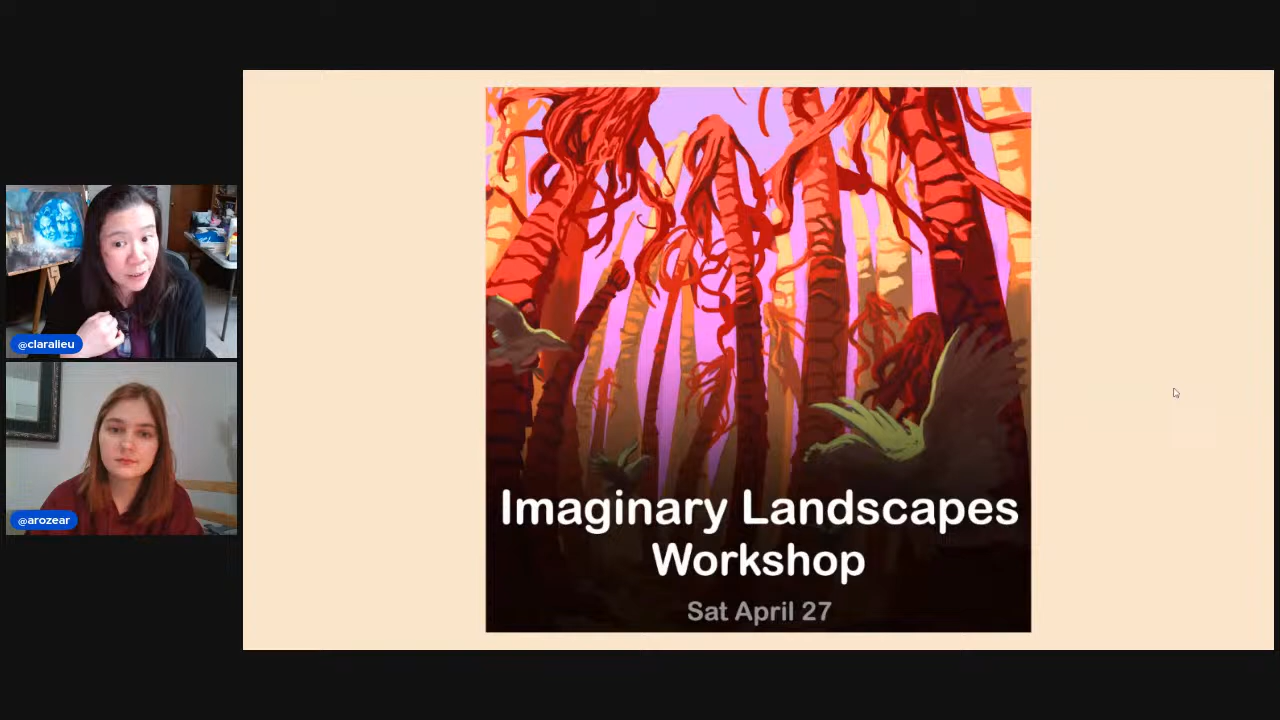 @claralieu
@arozear
Imaginary Landscapes
Workshop
Sat April 27